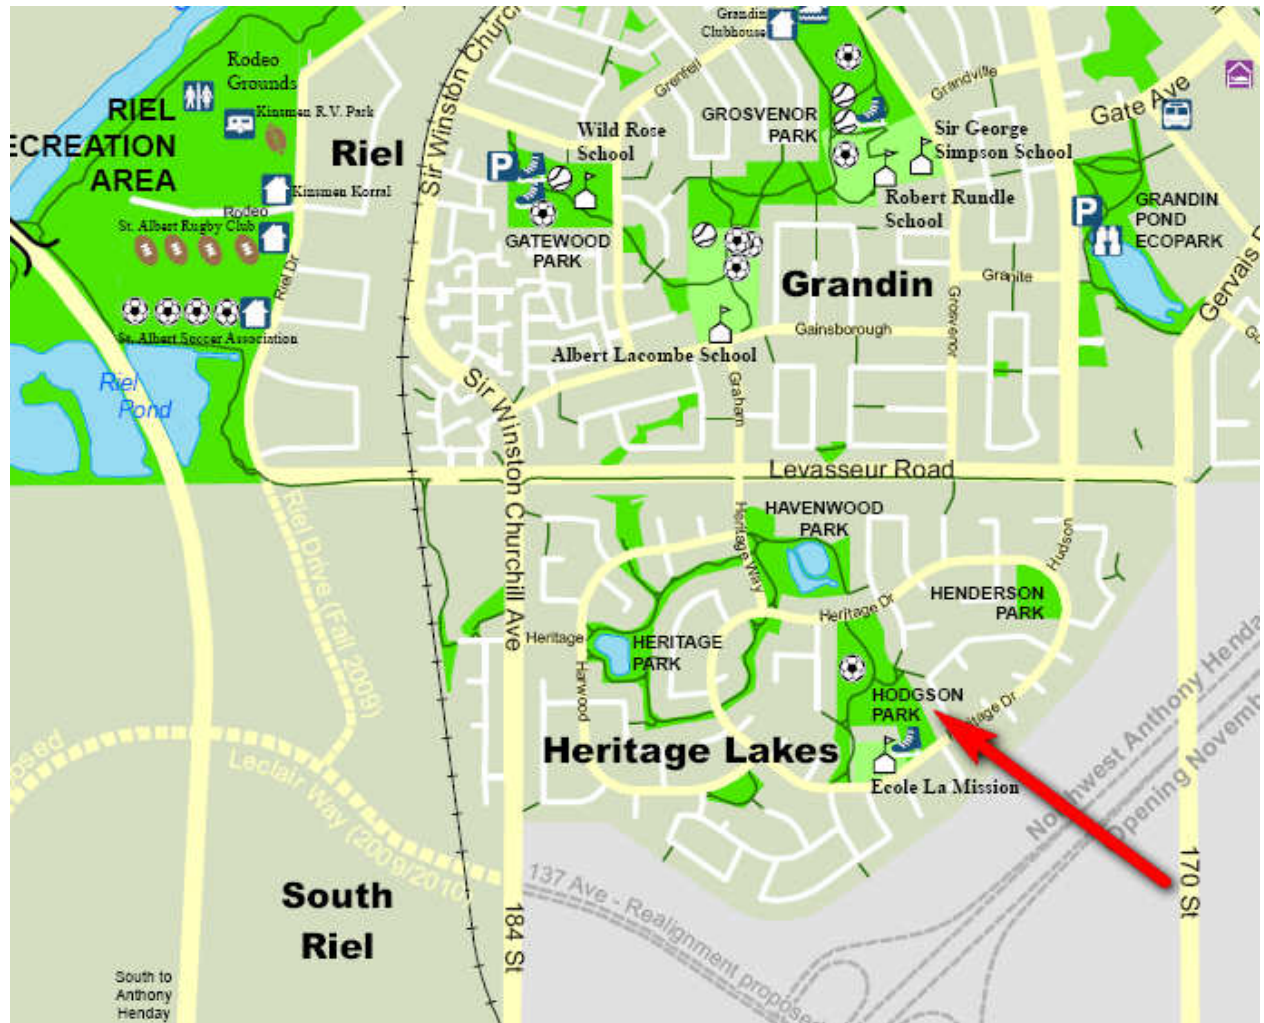 Grandin
Clubhouse
Rodeo
Grounds
Kinsmen R.V. Park
RIEL
ECREATION
AREA
Riel
Kinsmen Korral
Rodeo
St. Albert Rugby Club
Riel Dr
St. Albert Soccer Association
Riel
Pond
Sir Winston Churchill
Grenfell
Grandville
Gate Ave
P
Wild Rose
School
GATEWOOD
PARK
GROSVENOR
PARK
Sir George
Simpson School
Robert Rundle
School
P
GRANDIN
POND
ECOPARK
Gervais
Grandin
Granite
Grosvenor
Gainsborough
Albert Lacombe School
Graham
Sir Winston Churchill Ave
Levasseur Road
HAVENWOOD
PARK
Heritage Way
Hudson
HENDERSON
PARK
Heritage Dr
Riel Drive (Fall 2009)
Heritage
HERITAGE
PARK
Harwood
HODGSON
PARK
Heritage Dr
Heritage Lakes
Ecole La Mission
Northwest Anthony Henda
Opening Novemb
osed
Leclair Way (2009/2010)
137 Ave - Realignment proposed
170 St
184 St
South
Riel
South to
Anthony
Henday